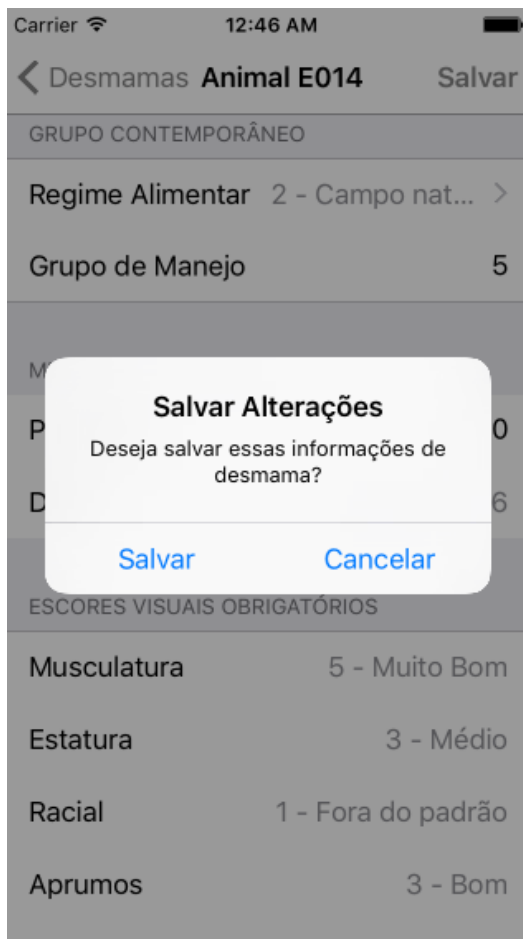 Carrier 12:46 AM
Desmamas Animal E014 Salvar
GRUPO CONTEMPORÂNEO
Regime Alimentar 2 - Campo nat...
Grupo de Manejo 5
Salvar Alterações
Deseja salvar essas informações de
desmama?
Salvar Cancelar
ESCORES VISUAIS OBRIGATÓRIOS
Musculatura 5 - Muito Bom
Estatura 3 - Médio
Racial 1 - Fora do padrão
Aprumos 3 - Bom